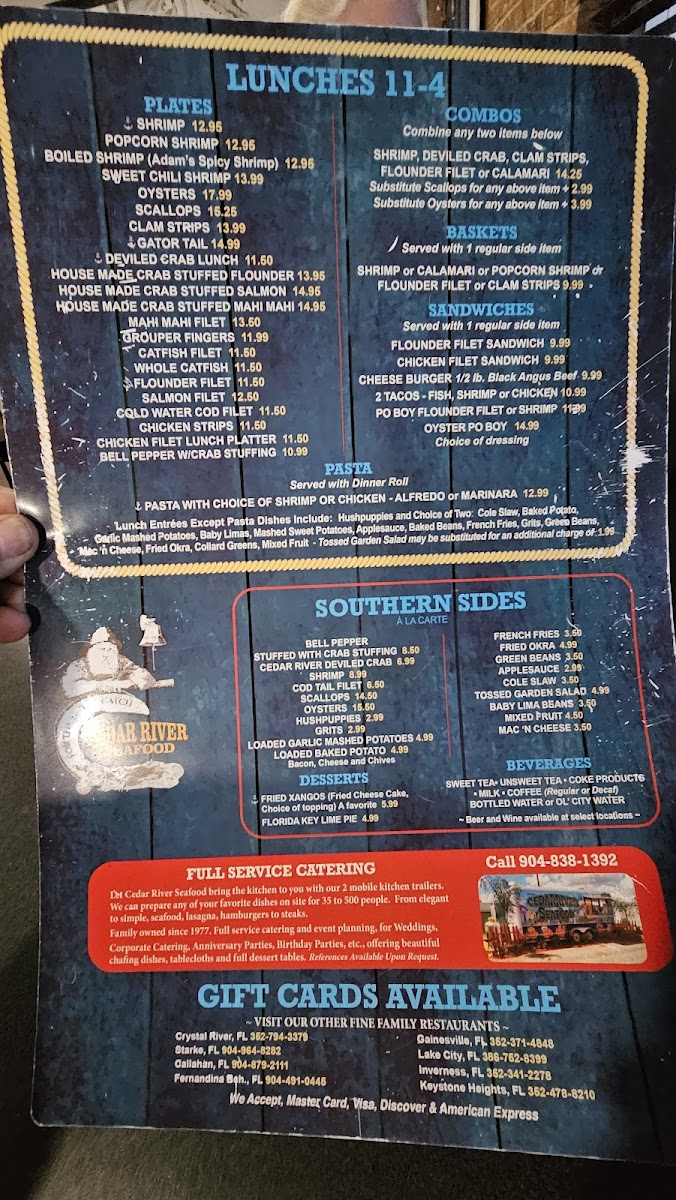 LUNCHES 11-4
PLATES
SHRIMP 12.95
POPCORN SHRIMP 12.95
BOILED SHRIMP (Adam's Spicy Shrimp) 12.95
SWEET CHILI SHRIMP 13.99
OYSTERS 17.99
SCALLOPS 15.25
CLAM STRIPS 13.99
GATOR TAIL 14.99
DEVILED CRAB LUNCH 11.50
HOUSE MADE CRAB STUFFED FLOUNDER 13.95
HOUSE MADE CRAB STUFFED SALMON 14.95
HOUSE MADE CRAB STUFFED MAHI MAHI 14.95
MAHI MAHI FILET 13.50
GROUPER FINGERS 11.99
CATFISH FILET 11.50
WHOLE CATFISH 11.50
FLOUNDER FILET 11.50
SALMON FILET 12.50
COLD WATER COD FILET 11.50
CHICKEN STRIPS 11.50
CHICKEN FILET LUNCH PLATTER 11.50
BELL PEPPER W/CRAB STUFFING 10.99
COMBOS
Combine any two items below
SHRIMP, DEVILED CRAB, CLAM STRIPS,
FLOUNDER FILET or CALAMARI 14.25
Substitute Scallops for any above item + 2.99
Substitute Oysters for any above item + 3.99
BASKETS
Served with 1 regular side item
SHRIMP or CALAMARI or POPCORN SHRIMP or
FLOUNDER FILET or CLAM STRIPS 9.99
SANDWICHES
Served with 1 regular side item
FLOUNDER FILET SANDWICH 9.99
CHICKEN FILET SANDWICH 9.99
CHEESE BURGER 1/2 lb. Black Angus Beef 9.99
2 TACOS - FISH, SHRIMP or CHICKEN 10.99
PO BOY FLOUNDER FILET or SHRIMP 11.99
OYSTER PO BOY 14.99
Choice of dressing
PASTA
Served with Dinner Roll
PASTA WITH CHOICE OF SHRIMP OR CHICKEN - ALFREDO or MARINARA 12.99
Lunch Entrées Except Pasta Dishes Include: Hushpuppies and Choice of Two: Cole Slaw, Baked Potato,
Garlic Mashed Potatoes, Baby Limas, Mashed Sweet Potatoes, Applesauce, Baked Beans, French Fries, Grits, Green Beans,
Mac 'n Cheese, Fried Okra, Collard Greens, Mixed Fruit - Tossed Garden Salad may be substituted for an additional charge of 1.99
SOUTHERN SIDES
À LA CARTE
BELL PEPPER
STUFFED WITH CRAB STUFFING 8.50
CEDAR RIVER DEVILED CRAB 6.99
SHRIMP 8.99
COD TAIL FILET 6.50
SCALLOPS 14.50
OYSTERS 15.50
HUSHPUPPIES 2.99
GRITS 2.99
LOADED GARLIC MASHED POTATOES 4.99
LOADED BAKED POTATO 4.99
Bacon, Cheese and Chives
DESSERTS
FRIED XANGOS (Fried Cheese Cake,
Choice of topping) A favorite 5.99
FLORIDA KEY LIME PIE 4.99
FRENCH FRIES 3.50
FRIED OKRA 4.99
GREEN BEANS 3.50
APPLESAUCE 2.99
COLE SLAW 3.50
TOSSED GARDEN SALAD 4.99
BABY LIMA BEANS 3.50
MIXED FRUIT 4.50
MAC 'N CHEESE 3.50
BEVERAGES
SWEET TEA• UNSWEET TEA • COKE PRODUCTS
• MILK • COFFEE (Regular or Decaf)
BOTTLED WATER or OL' CITY WATER
~ Beer and Wine available at select locations ~
CATCH
CEDAR RIVER
SEAFOOD
FULL SERVICE CATERING
Call 904-838-1392
Let Cedar River Seafood bring the kitchen to you with our 2 mobile kitchen trailers.
We can prepare any of your favorite dishes on site for 35 to 500 people. From elegant
to simple, seafood, lasagna, hamburgers to steaks.
Family owned since 1977. Full service catering and event planning, for Weddings,
Corporate Catering, Anniversary Parties, Birthday Parties, etc., offering beautiful
chafing dishes, tablecloths and full dessert tables. References Available Upon Request.
CEDAR RIVER
SEAFOOD
GIFT CARDS AVAILABLE
~ VISIT OUR OTHER FINE FAMILY RESTAURANTS ~
Crystal River, FL 352-794-3379
Starke, FL 904-964-8282
Callahan, FL 904-879-2111
Fernandina Bch., FL 904-491-0445
Gainesville, FL 352-371-4848
Lake City, FL 386-752-8399
Inverness, FL 352-341-2278
Keystone Heights, FL 352-478-8210
We Accept, Master Card, Visa, Discover & American Express